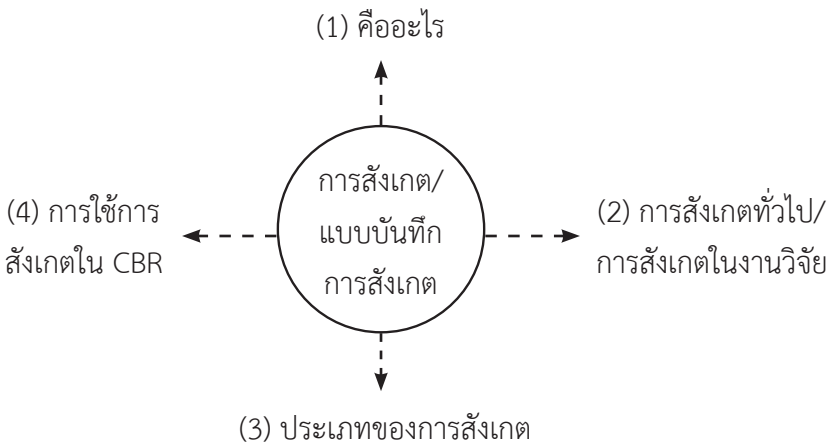 (1) คืออะไร
การสังเกต/
แบบบันทึก
การสังเกต
(2) การสังเกตทั่วไป/
การสังเกตในงานวิจัย
(3) ประเภทของการสังเกต
(4) การใช้การ
สังเกตใน CBR